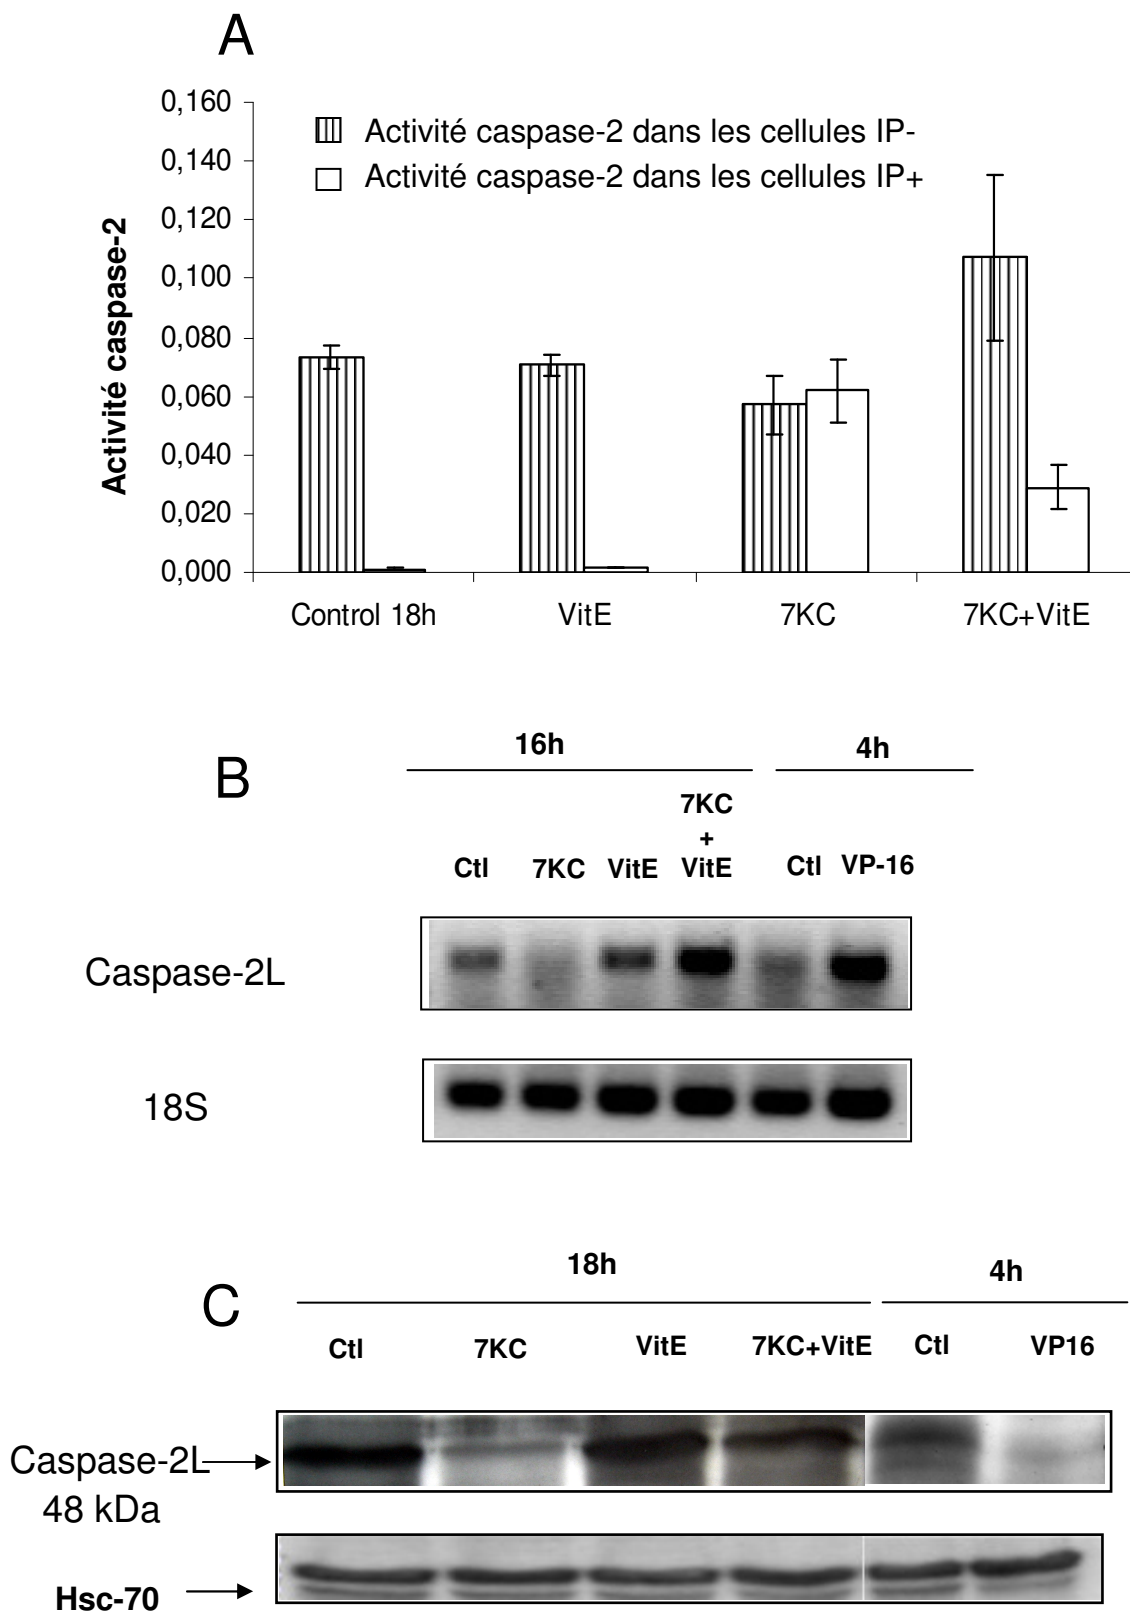 A
0,160
0,140
0,120
0,100
0,080
0,060
0,040
0,020
0,000
Activité caspase-2
Activité caspase-2 dans les cellules IP-
Activité caspase-2 dans les cellules IP+
Control 18h
VitE
7KC
7KC+VitE
B
16h
4h
Ctl
7KC
VitE
7KC
+
VitE
Ctl
VP-16
Caspase-2L
18S
C
18h
4h
Ctl
7KC
VitE
7KC+VitE
Ctl
VP16
Caspase-2L
48 kDa
Hsc-70